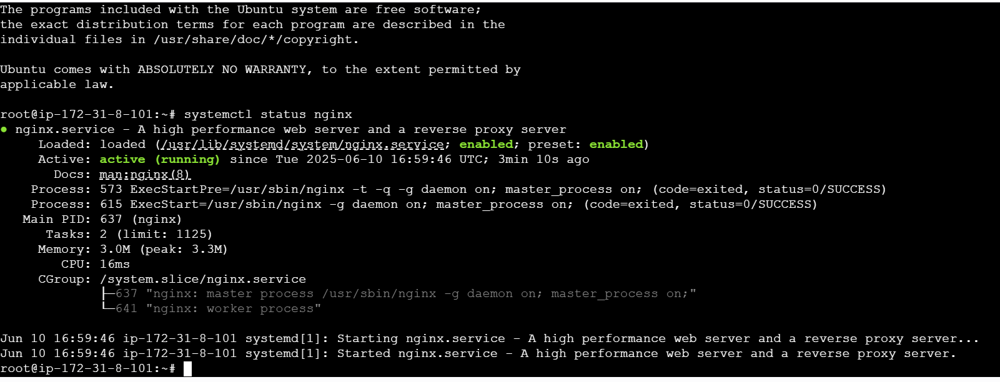 The programs included with the Ubuntu system are free software;
the exact distribution terms for each program are described in the
individual files in /usr/share/doc/*/copyright.

Ubuntu comes with ABSOLUTELY NO WARRANTY, to the extent permitted by
applicable law.

root@ip-172-31-8-101:~# systemctl status nginx
● nginx.service - A high performance web server and a reverse proxy server
     Loaded: loaded (/usr/lib/systemd/system/nginx.service; enabled; preset: enabled)
     Active: active (running) since Tue 2025-06-10 16:59:46 UTC; 3min 10s ago
       Docs: man:nginx(8)
    Process: 573 ExecStartPre=/usr/sbin/nginx -t -q -g daemon on; master_process on; (code=exited, status=0/SUCCESS)
    Process: 615 ExecStart=/usr/sbin/nginx -g daemon on; master_process on; (code=exited, status=0/SUCCESS)
   Main PID: 637 (nginx)
      Tasks: 2 (limit: 1125)
     Memory: 3.0M (peak: 3.3M)
        CPU: 16ms
     CGroup: /system.slice/nginx.service
             ├─637 "nginx: master process /usr/sbin/nginx -g daemon on; master_process on;"
             └─641 "nginx: worker process"

Jun 10 16:59:46 ip-172-31-8-101 systemd[1]: Starting nginx.service - A high performance web server and a reverse proxy server...
Jun 10 16:59:46 ip-172-31-8-101 systemd[1]: Started nginx.service - A high performance web server and a reverse proxy server.
root@ip-172-31-8-101:~#